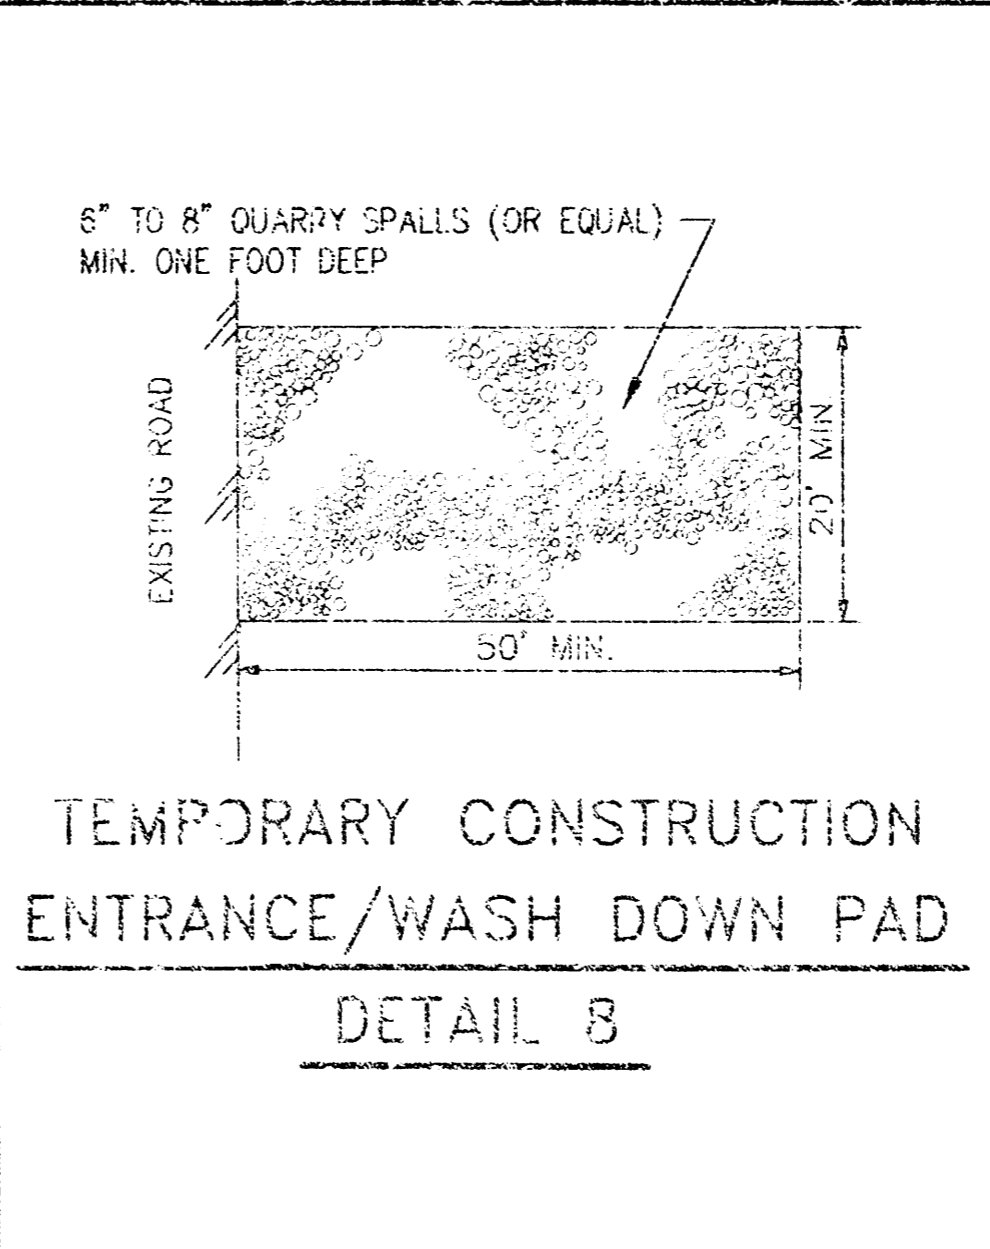 6" TO 8" QUARRY SPALLS (OR EQUAL)
MIN. ONE FOOT DEEP
EXISTING ROAD
20' MIN
50' MIN.
TEMPORARY CONSTRUCTION
ENTRANCE/WASH DOWN PAD
DETAIL 8